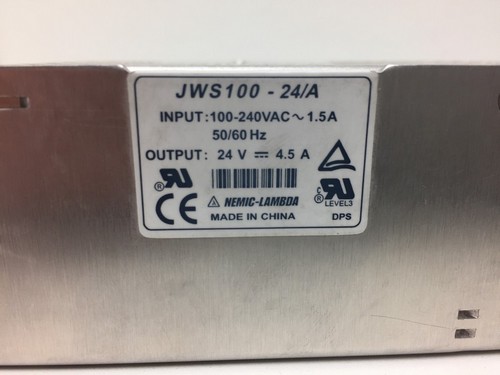 JWS100 - 24/A
INPUT:100-240VAC~1.5A
50/60 Hz
OUTPUT: 24 V ⎓ 4.5 A
NEMIC-LAMBDA
MADE IN CHINA
LEVEL3
DPS